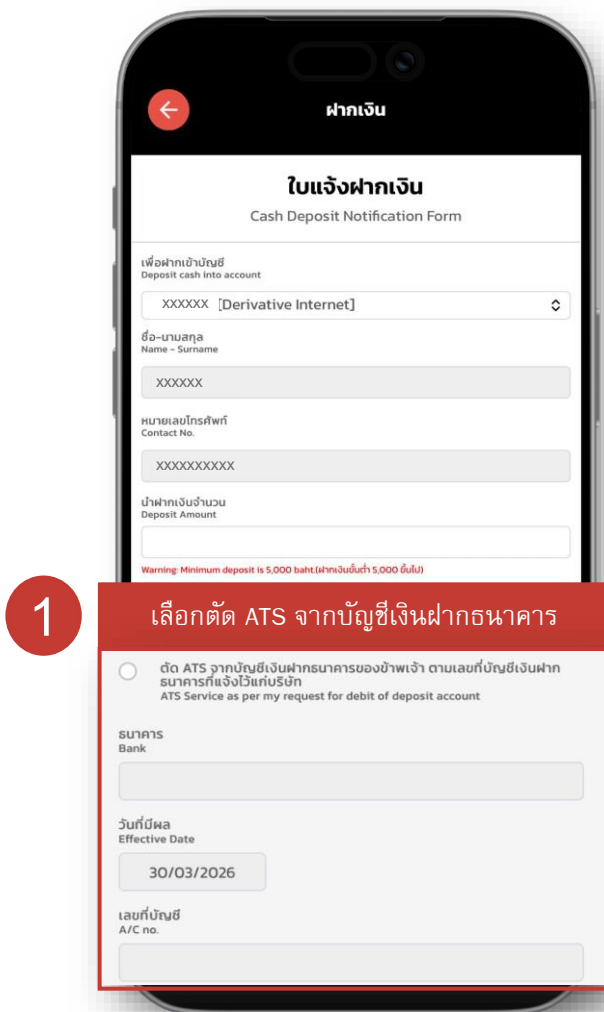 ฝากเงิน
ใบแจ้งฝากเงิน
Cash Deposit Notification Form
เพื่อฝากเข้าบัญชี
Deposit cash into account
XXXXXX [Derivative Internet]
ชื่อ-นามสกุล
Name - Surname
XXXXXX
หมายเลขโทรศัพท์
Contact No.
XXXXXXXXXX
นำฝากเงินจำนวน
Deposit Amount
Warning: Minimum deposit is 5,000 baht.(ฝากเงินขั้นต่ำ 5,000 ขึ้นไป)
1
เลือกตัด ATS จากบัญชีเงินฝากธนาคาร
ตัด ATS จากบัญชีเงินฝากธนาคารของข้าพเจ้า ตามเลขที่บัญชีเงินฝาก
ธนาคารที่แจ้งไว้แก่บริษัท
ATS Service as per my request for debit of deposit account
ธนาคาร
Bank
วันที่มีผล
Effective Date
30/03/2026
เลขที่บัญชี
A/C no.